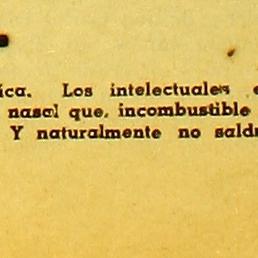 ica. Los intelectuales
nasal que, incombustible
Y naturalmente no sald